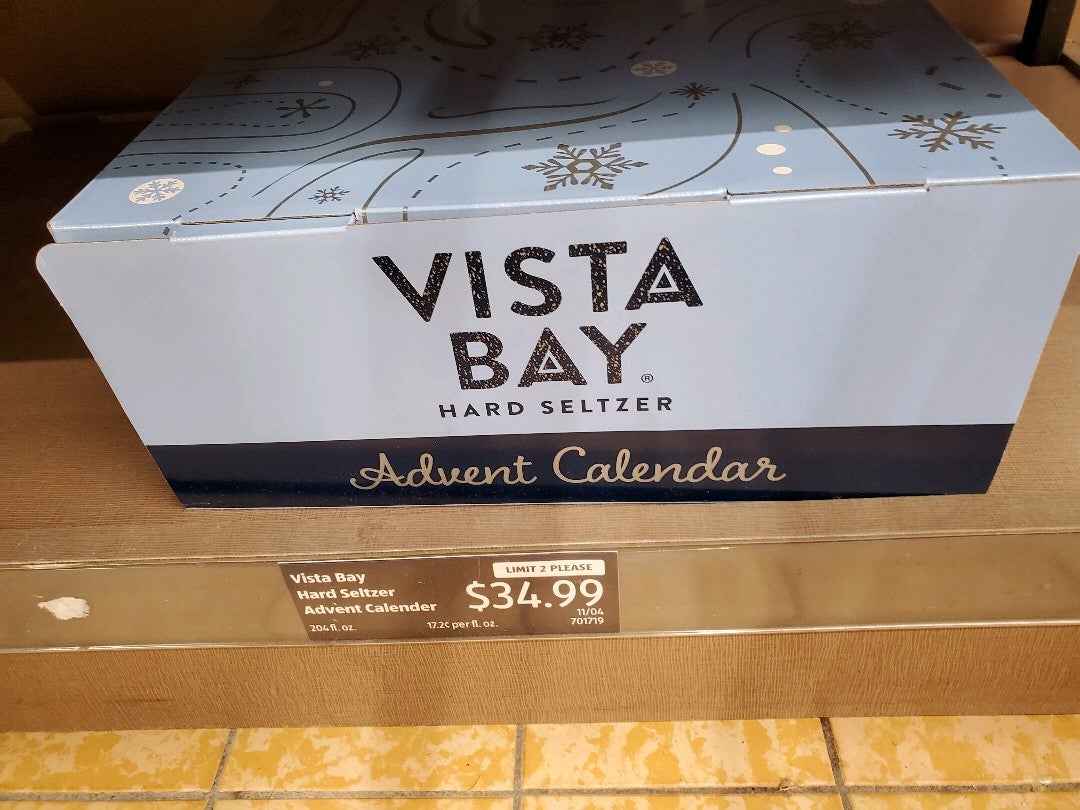 VISTA
BAY®
HARD SELTZER
Advent Calendar
Vista Bay
Hard Seltzer
Advent Calender
204 fl. oz.
17.2¢ per fl. oz.
LIMIT 2 PLEASE
$34.99
11/04
701719